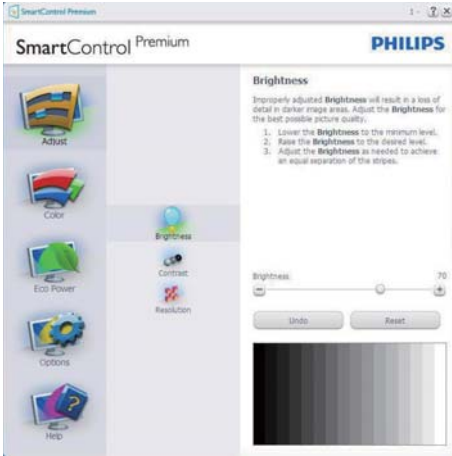 SmartControl Premium
SmartControl Premium
PHILIPS
Adjust
Color
Eco Power
Options
Help
Brightness
Contrast
Resolution
Brightness
Improperly adjusted Brightness will result in a loss of
detail in darker image areas. Adjust the Brightness for
the best possible picture quality.
1. Lower the Brightness to the minimum level.
2. Raise the Brightness to the desired level.
3. Adjust the Brightness as needed to achieve
an equal separation of the stripes.
Brightness 70
Undo Reset